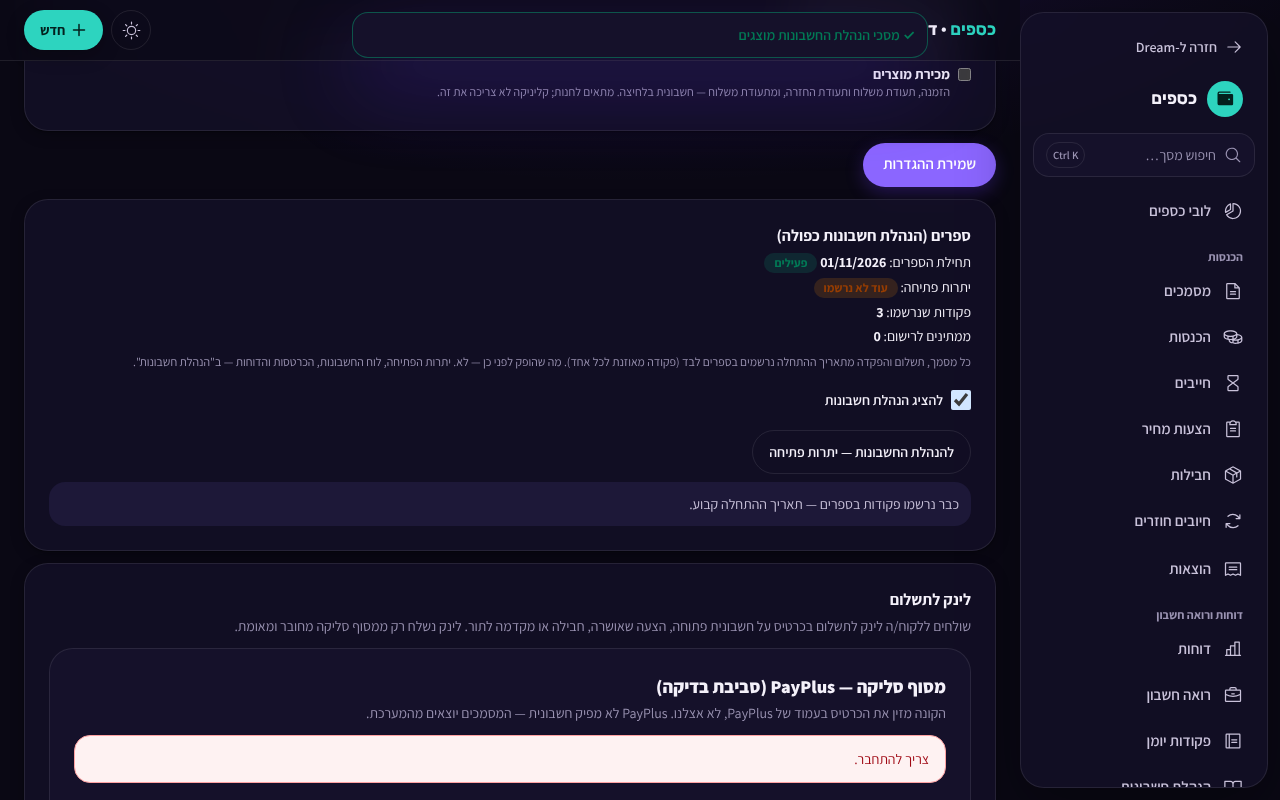 חזרה ל-Dream
כספים
חיפוש מסך...
Ctrl K
לובי כספים
הכנסות
מסמכים
הכנסות
חייבים
הצעות מחיר
חבילות
חיובים חוזרים
הוצאות
דוחות ורואה חשבון
דוחות
רואה חשבון
פקודות יומן
הנהלת חשבונות
כספים • ד
מסכי הנהלת החשבונות מוצגים
חדש
מכירת מוצרים
הזמנה, תעודת משלוח ותעודת החזרה, ומתעודת משלוח — חשבונית בלחיצה. מתאים לחנות; קליניקה לא צריכה את זה.
שמירת ההגדרות
ספרים (הנהלת חשבונות כפולה)
תחילת הספרים: 01/11/2026 פעילים
יתרות פתיחה: עוד לא נרשמו
פקודות שנרשמו: 3
ממתינים לרישום: 0
כל מסמך, תשלום והפקדה מתאריך ההתחלה נרשמים בספרים לבד (פקודה מאוזנת לכל אחד). מה שהופק לפני כן — לא. יתרות הפתיחה, לוח החשבונות, הכרטסות והדוחות — ב"הנהלת חשבונות".
להציג הנהלת חשבונות
להנהלת החשבונות — יתרות פתיחה
כבר נרשמו פקודות בספרים — תאריך ההתחלה קבוע.
לינק לתשלום
שולחים ללקוח/ה לינק לתשלום בכרטיס על חשבונית פתוחה, הצעה שאושרה, חבילה או מקדמה לתור. לינק נשלח רק ממסוף סליקה מחובר ומאומת.
מסוף סליקה — PayPlus (סביבת בדיקה)
הקונה מזין את הכרטיס בעמוד של PayPlus, לא אצלנו. PayPlus לא מפיק חשבונית — המסמכים יוצאים מהמערכת.
צריך להתחבר.